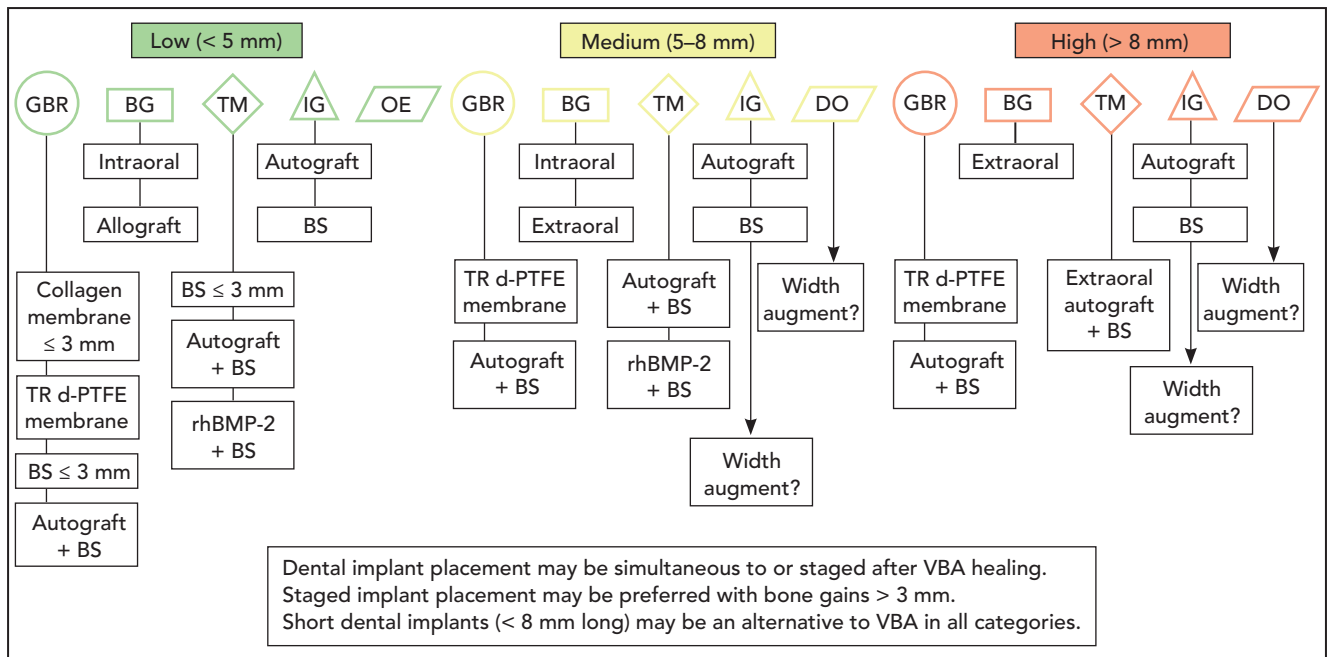 Low (< 5 mm)
GBR
BG
TM
IG
OE
Intraoral
Allograft
Autograft
BS
Collagen
membrane
≤ 3 mm
TR d-PTFE
membrane
BS ≤ 3 mm
Autograft
+ BS
BS ≤ 3 mm
Autograft
+ BS
rhBMP-2
+ BS
Medium (5–8 mm)
GBR
BG
TM
IG
DO
Intraoral
Extraoral
Autograft
BS
TR d-PTFE
membrane
Autograft
+ BS
Autograft
+ BS
rhBMP-2
+ BS
Width
augment?
Width
augment?
High (> 8 mm)
GBR
BG
TM
IG
DO
Extraoral
Autograft
BS
TR d-PTFE
membrane
Autograft
+ BS
Extraoral
autograft
+ BS
Width
augment?
Width
augment?
Dental implant placement may be simultaneous to or staged after VBA healing.
Staged implant placement may be preferred with bone gains > 3 mm.
Short dental implants (< 8 mm long) may be an alternative to VBA in all categories.